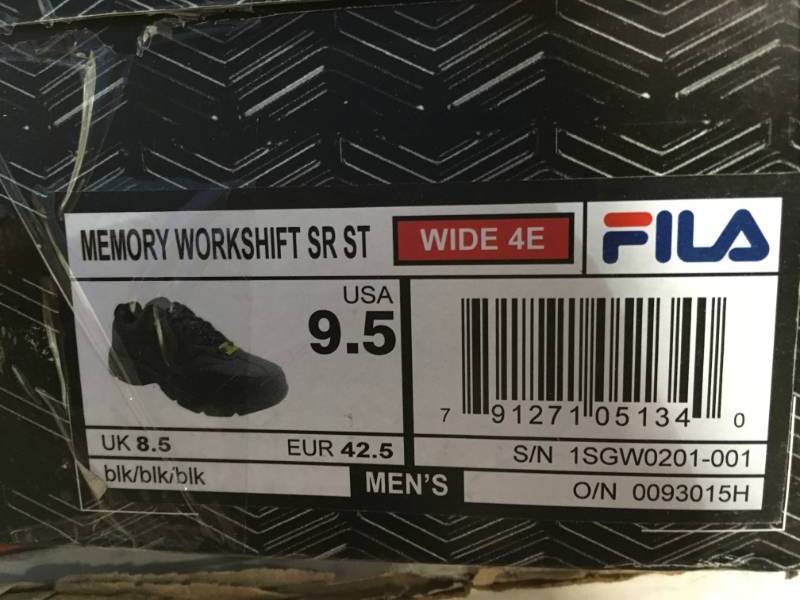 MEMORY WORKSHIFT SR ST WIDE 4E FILA
USA
9.5
7 91271 05134 0
UK 8.5 EUR 42.5
S/N 1SGW0201-001
blk/blk/blk MEN'S
O/N 0093015H